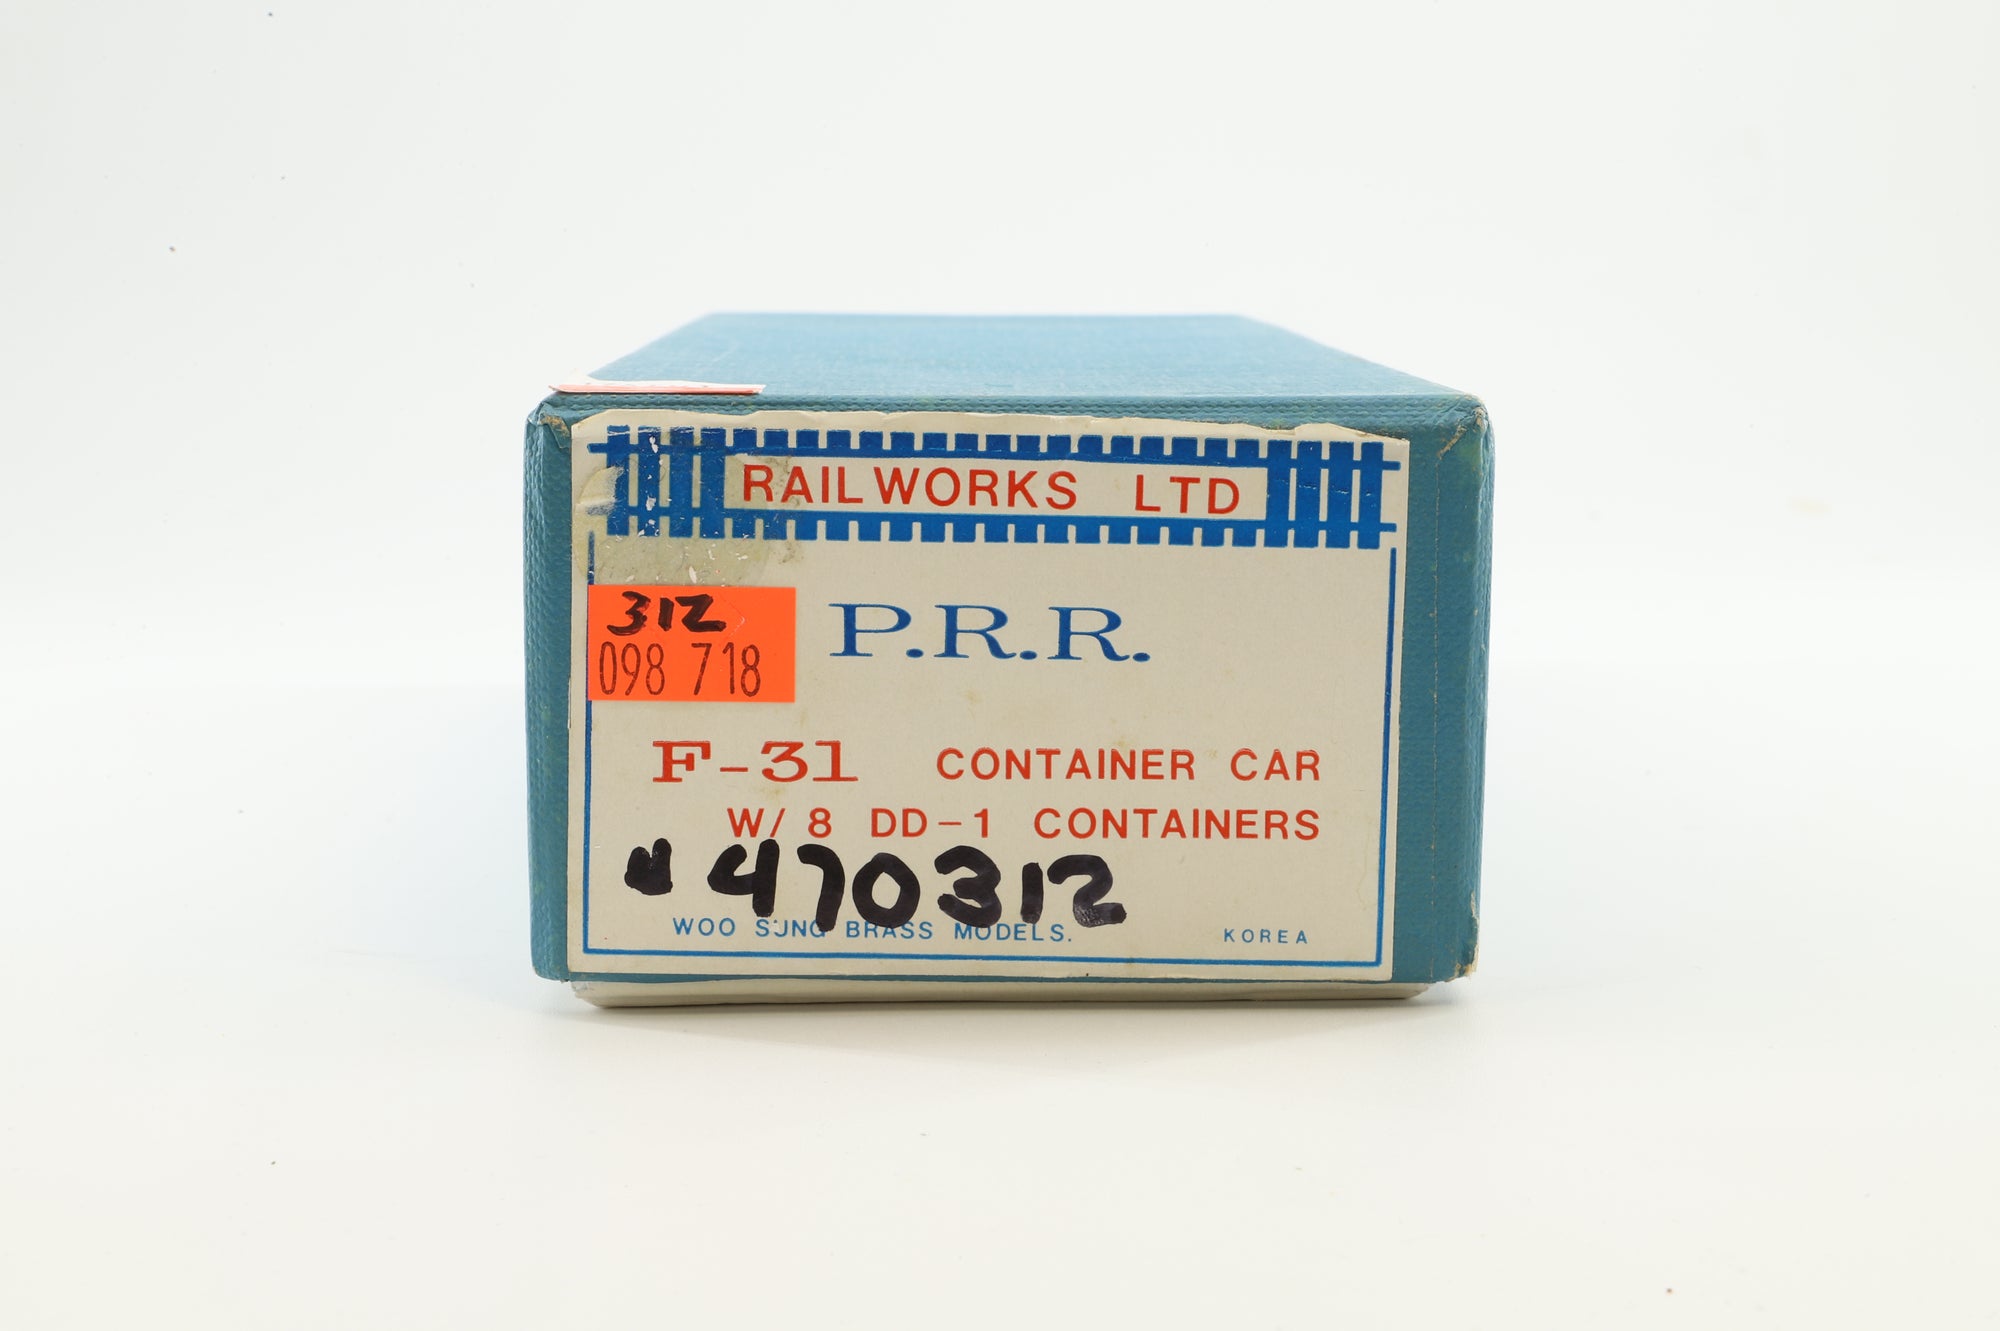 RAILWORKS LTD
312
098 718
P.R.R.
F-31 CONTAINER CAR
W/ 8 DD-1 CONTAINERS
" 470312
WOO SUNG BRASS MODELS.
KOREA